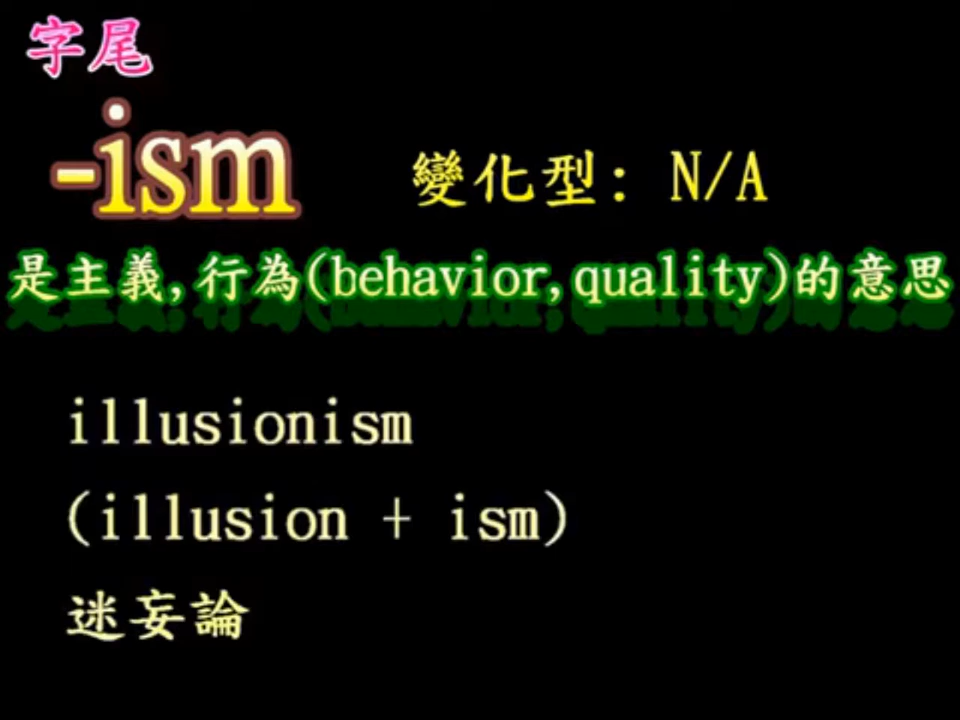 字尾
-ism 變化型: N/A
是主義,行為(behavior,quality)的意思
illusionism
(illusion + ism)
迷妄論